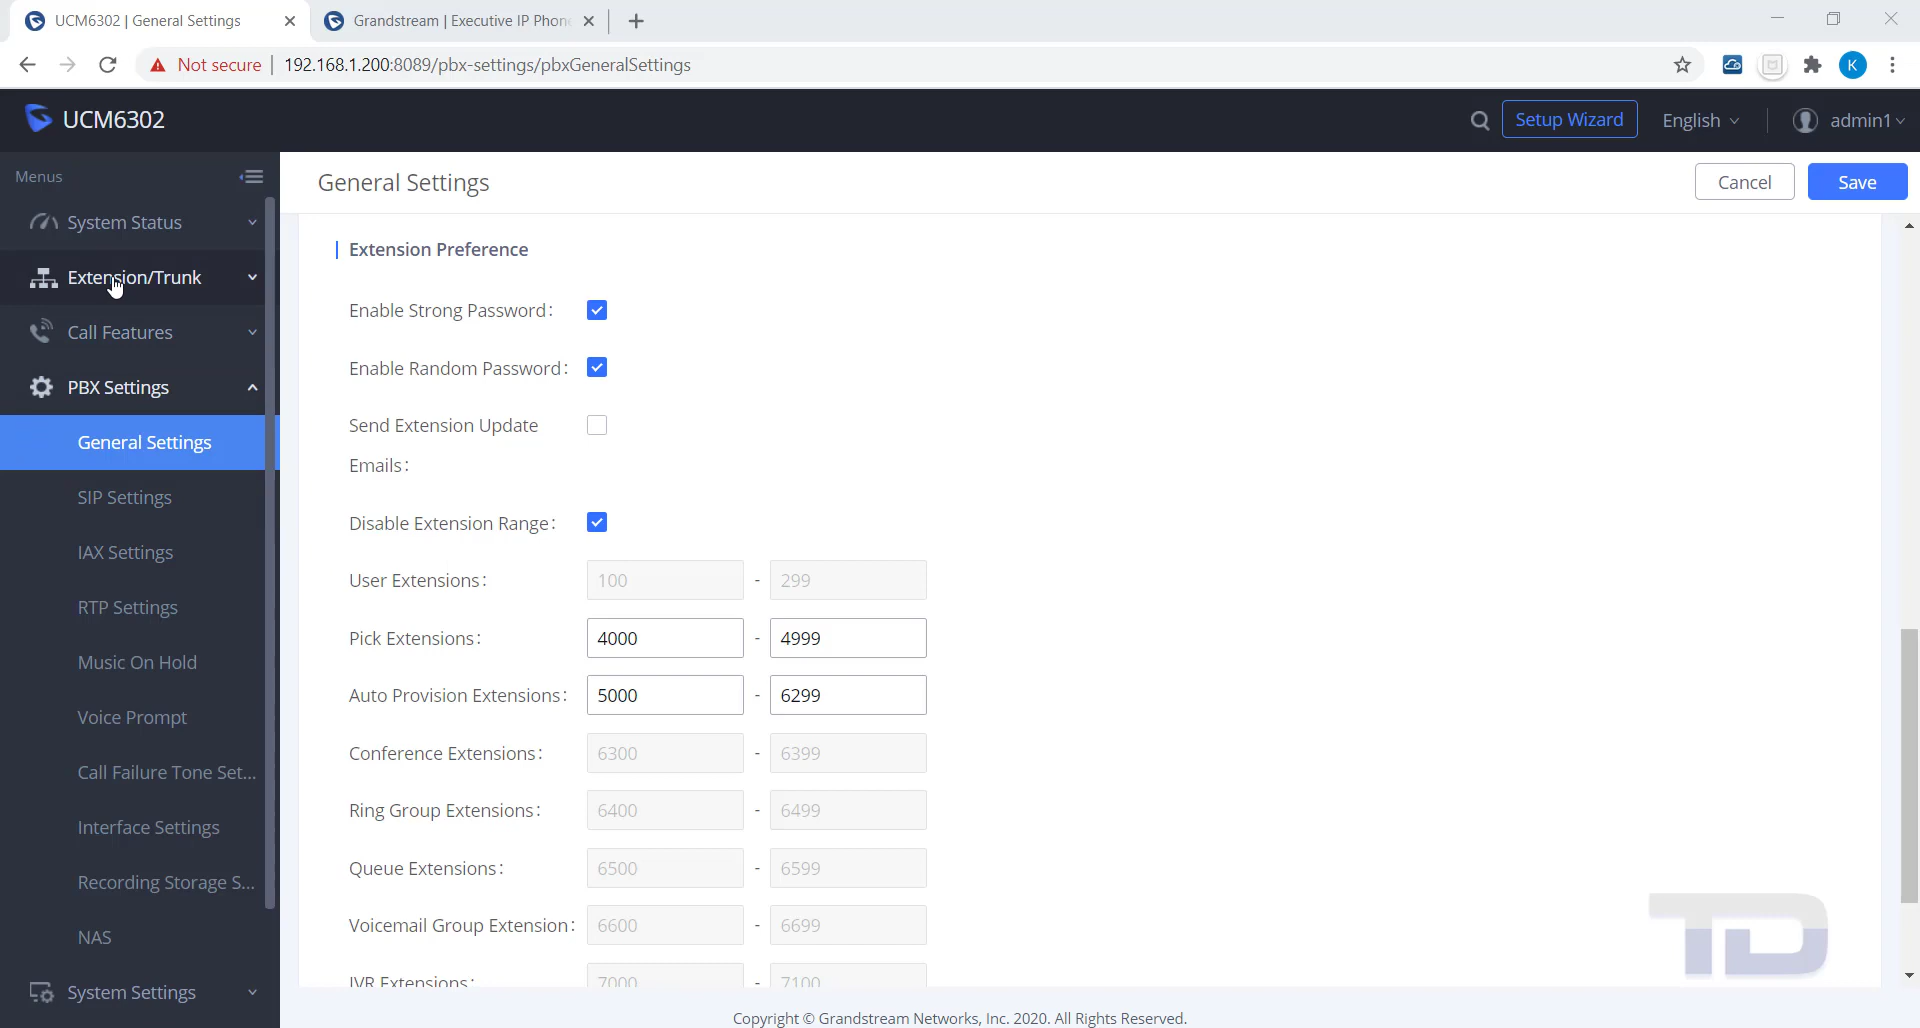 UCM6302 | General Settings
Grandstream | Executive IP Phon
Not secure | 192.168.1.200:8089/pbx-settings/pbxGeneralSettings
K
UCM6302
Setup Wizard
English
admin1
Menus
System Status
Extension/Trunk
Call Features
PBX Settings
General Settings
SIP Settings
IAX Settings
RTP Settings
Music On Hold
Voice Prompt
Call Failure Tone Set...
Interface Settings
Recording Storage S...
NAS
System Settings
General Settings
Cancel
Save
Extension Preference
Enable Strong Password:
Enable Random Password:
Send Extension Update
Emails:
Disable Extension Range:
User Extensions: 100 - 299
Pick Extensions: 4000 - 4999
Auto Provision Extensions: 5000 - 6299
Conference Extensions: 6300 - 6399
Ring Group Extensions: 6400 - 6499
Queue Extensions: 6500 - 6599
Voicemail Group Extension: 6600 - 6699
IVR Extensions: 7000 - 7100
TD
Copyright © Grandstream Networks, Inc. 2020. All Rights Reserved.